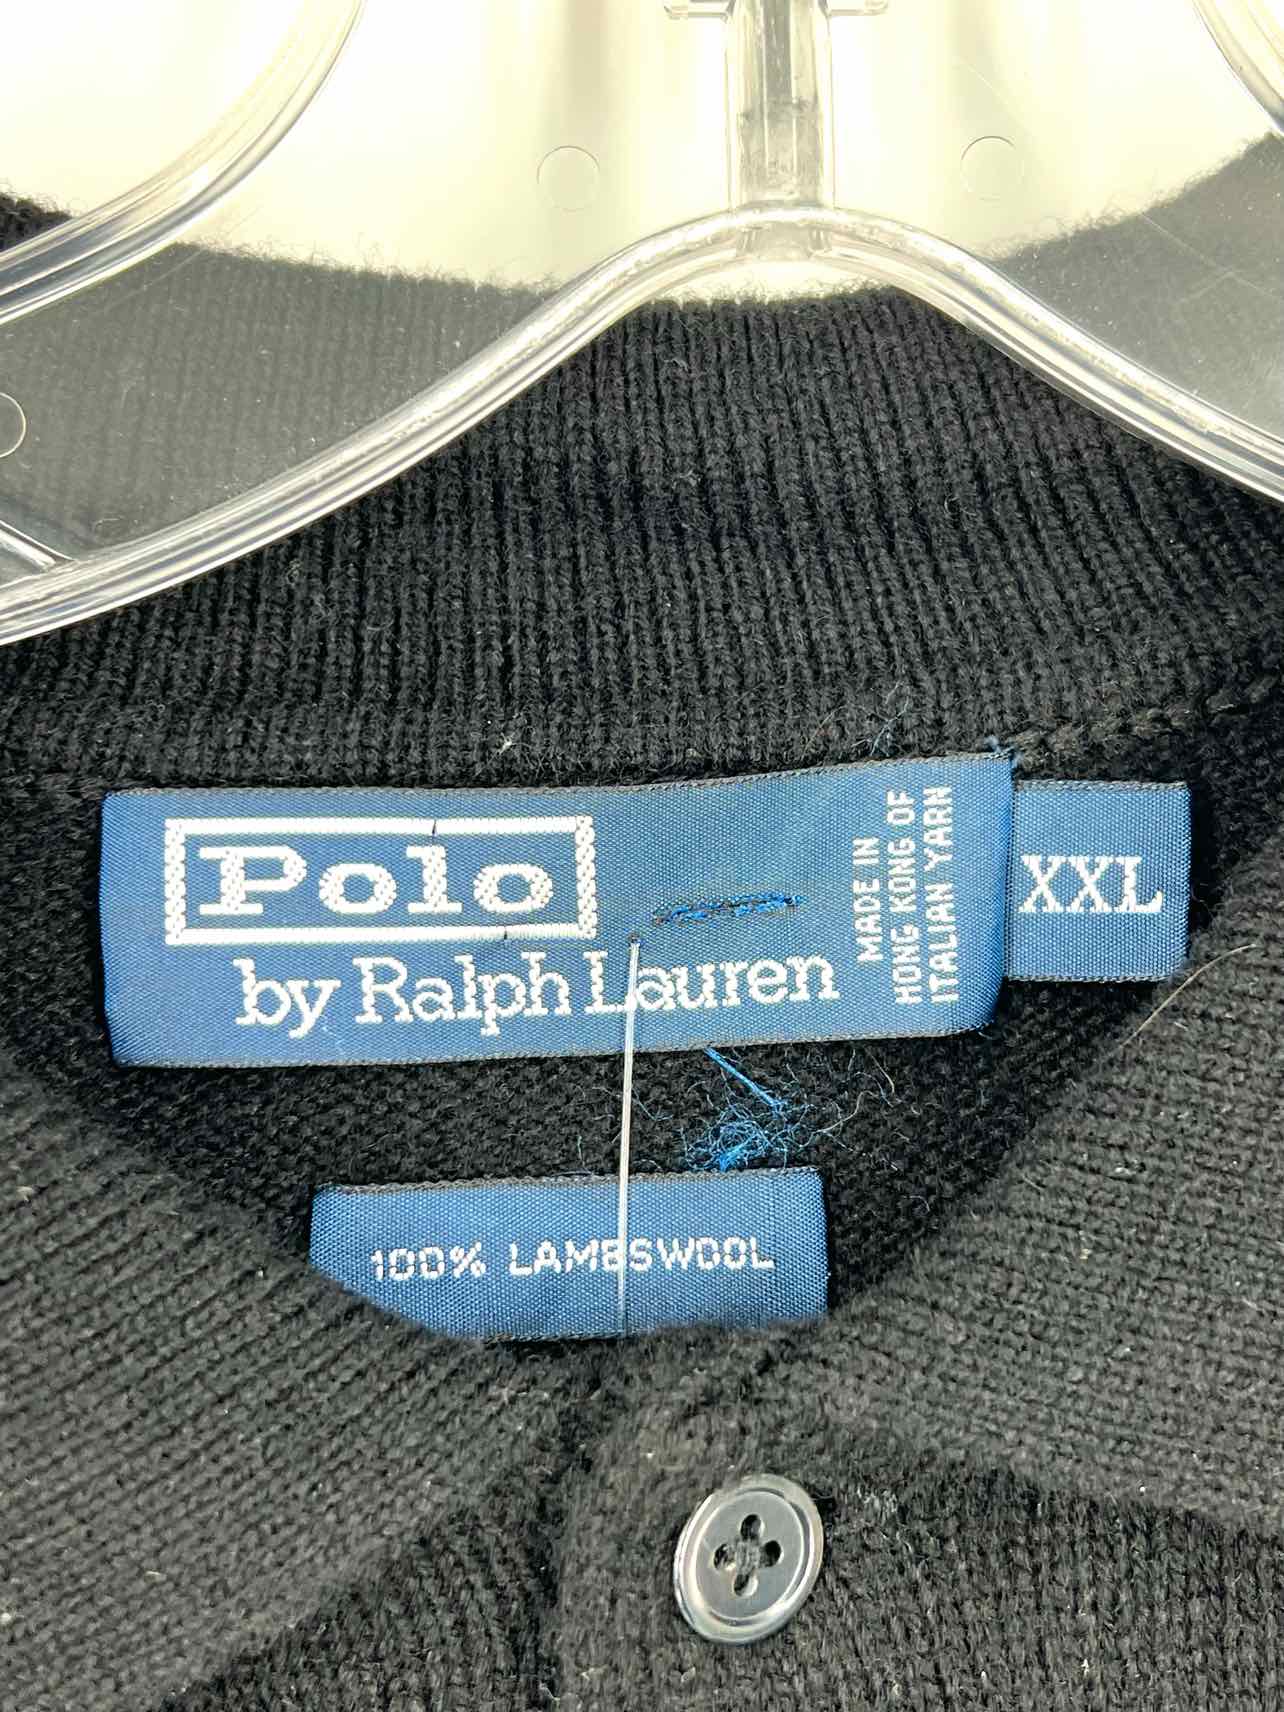 Polo
by Ralph Lauren
MADE IN
HONG KONG OF
ITALIAN YARN
XXL
100% LAMBSWOOL